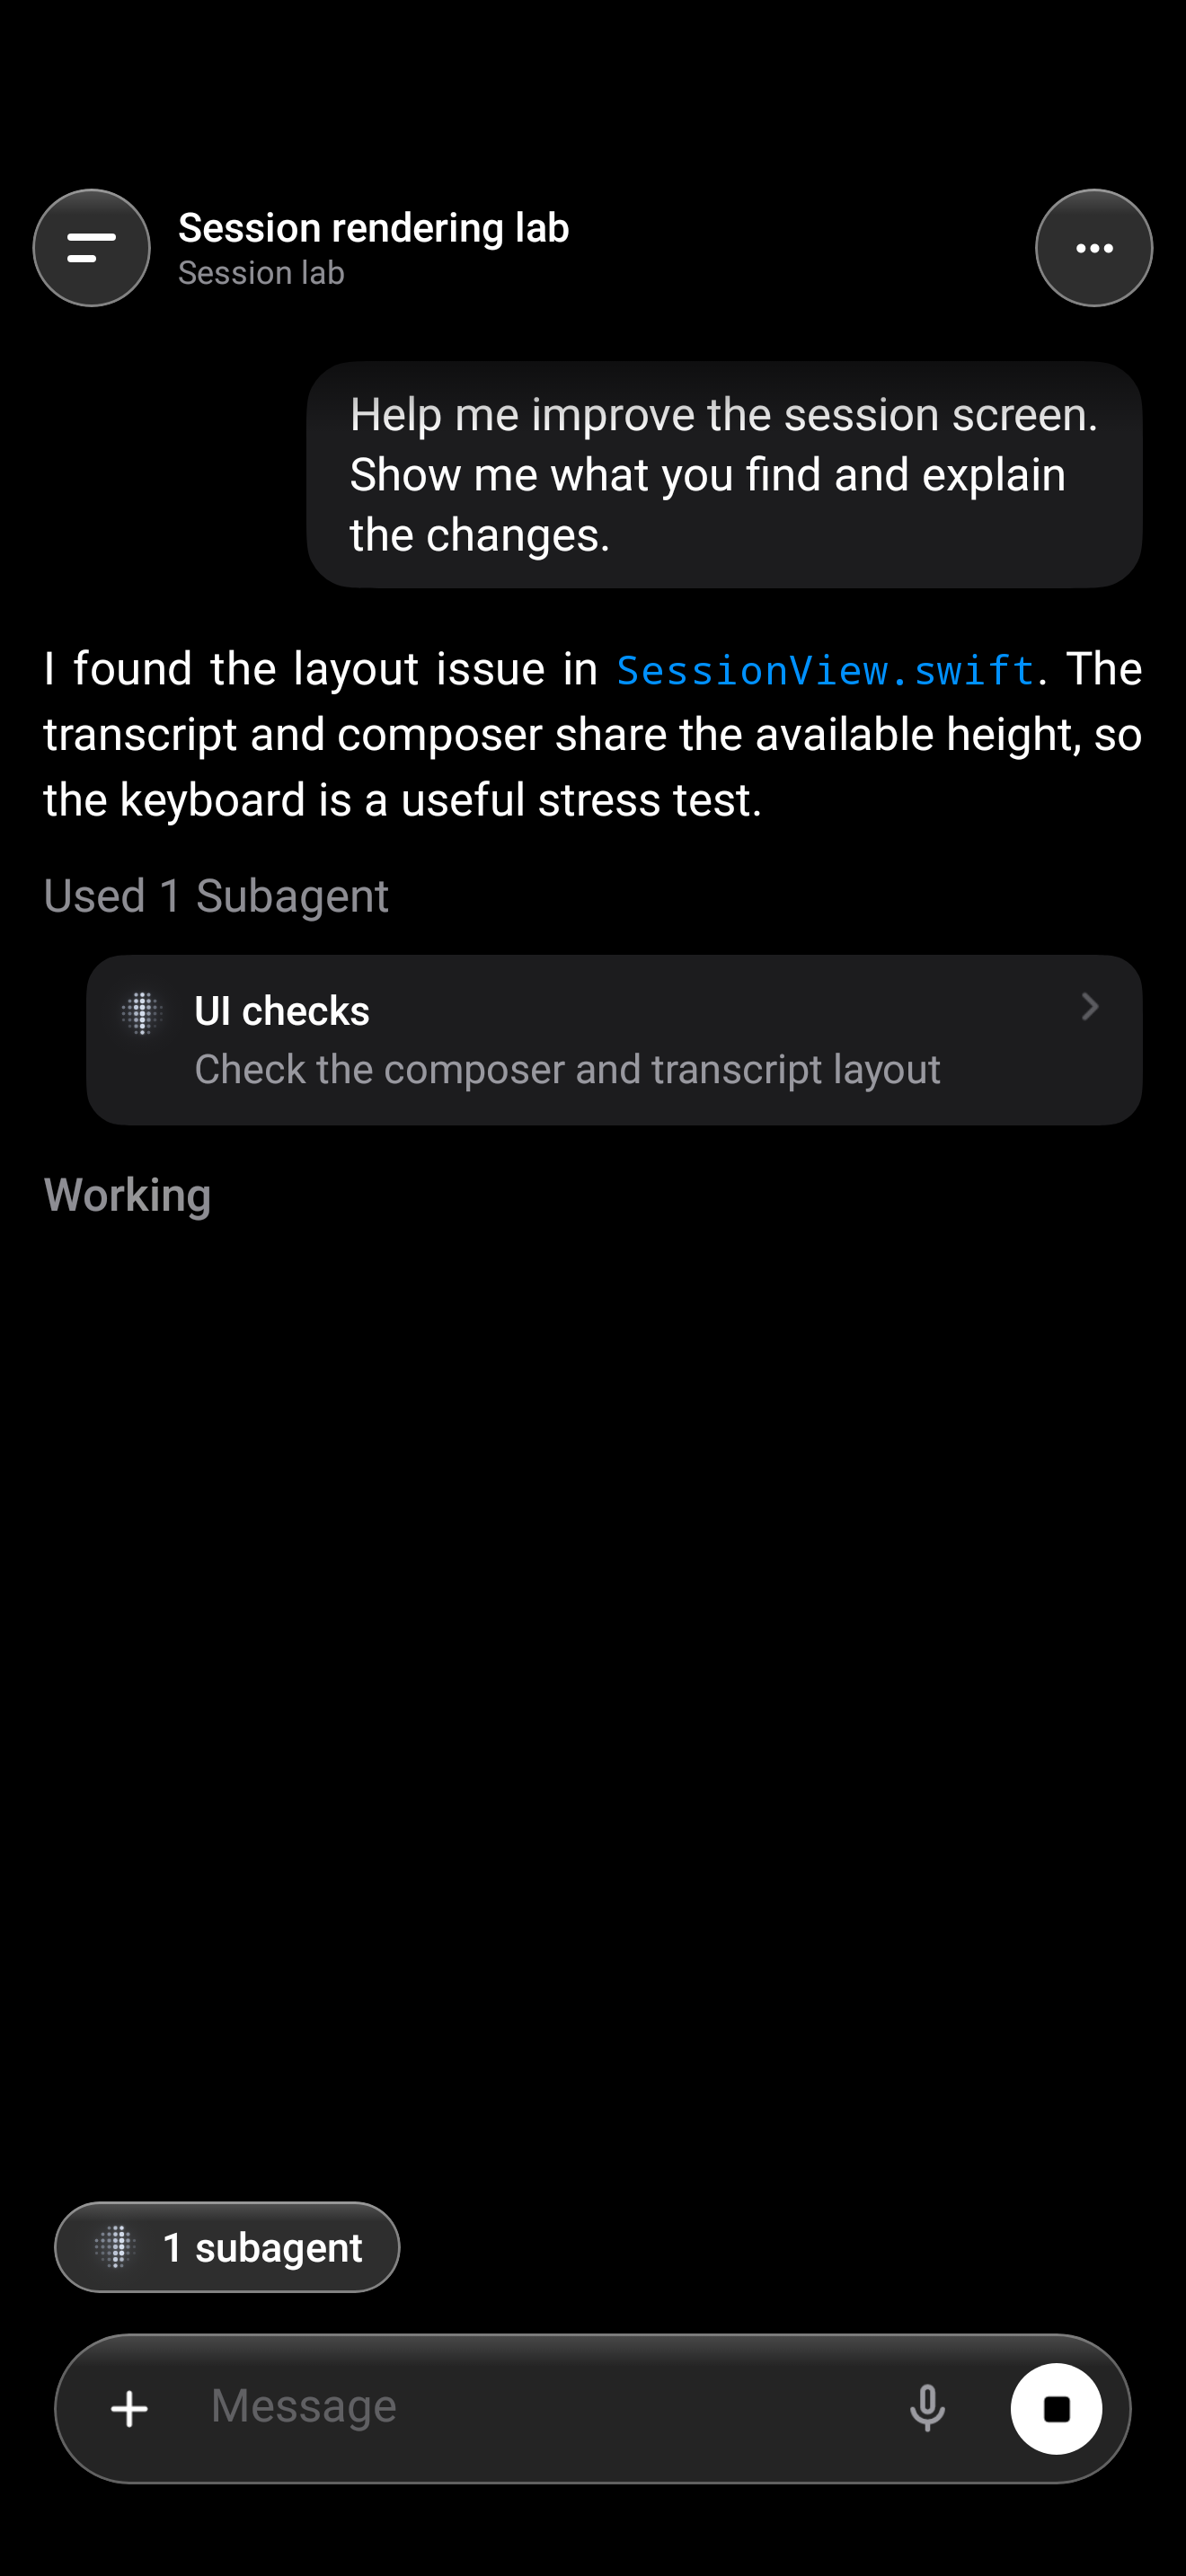 Session rendering lab
Session lab
Help me improve the session screen.
Show me what you find and explain
the changes.
I found the layout issue in SessionView.swift. The
transcript and composer share the available height, so
the keyboard is a useful stress test.
Used 1 Subagent
UI checks
Check the composer and transcript layout
Working
1 subagent
Message